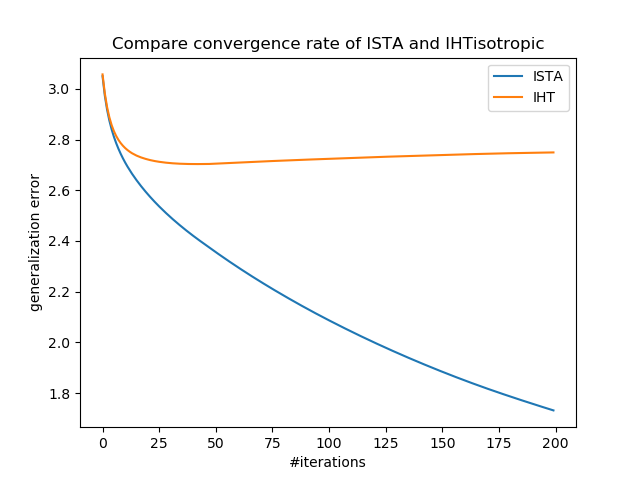 Compare convergence rate of ISTA and IHTisotropic
ISTA
IHT
generalization error
3.0
2.8
2.6
2.4
2.2
2.0
1.8
0 25 50 75 100 125 150 175 200
#iterations